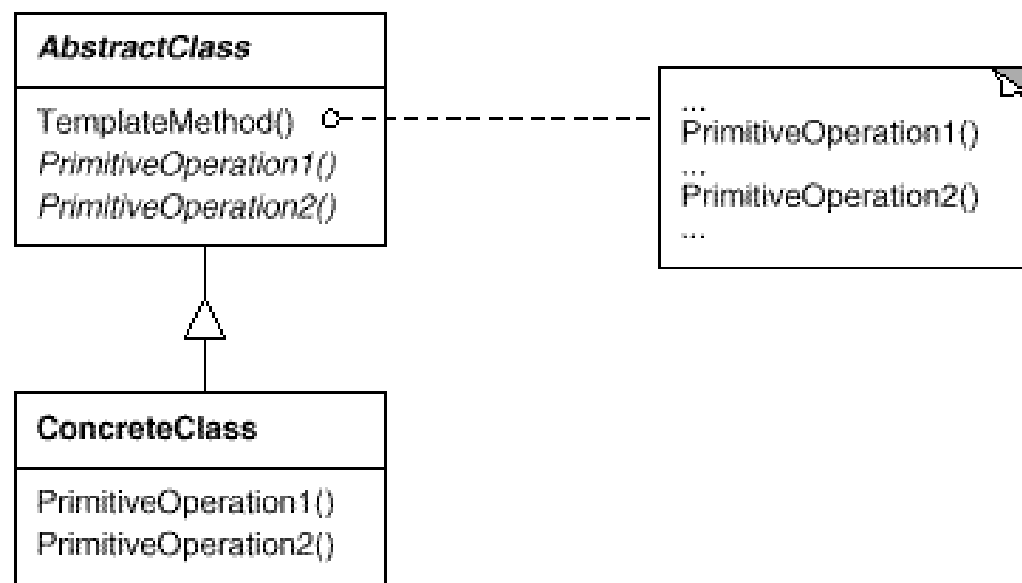 AbstractClass
TemplateMethod()
PrimitiveOperation1()
PrimitiveOperation2()
...
PrimitiveOperation1()
...
PrimitiveOperation2()
...
ConcreteClass
PrimitiveOperation1()
PrimitiveOperation2()